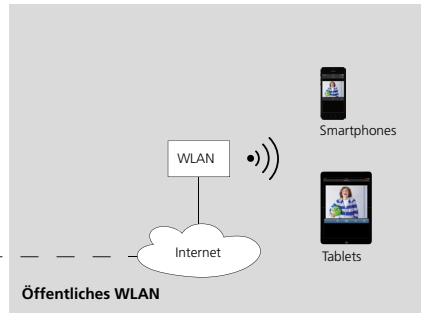 Smartphones
WLAN
Tablets
Internet
Öffentliches WLAN